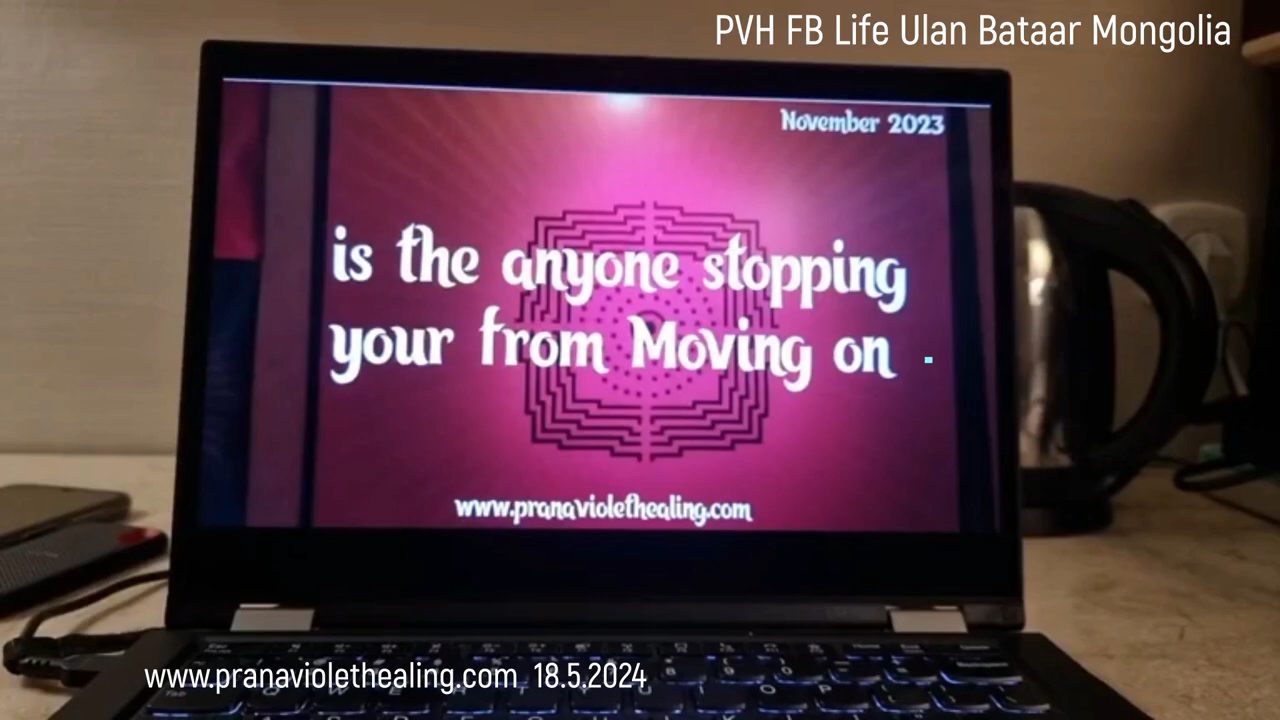 PVH FB Life Ulan Bataar Mongolia
November 2023
is the anyone stopping
your from Moving on .
www.pranaviolethealing.com
www.pranaviolethealing.com 18.5.2024